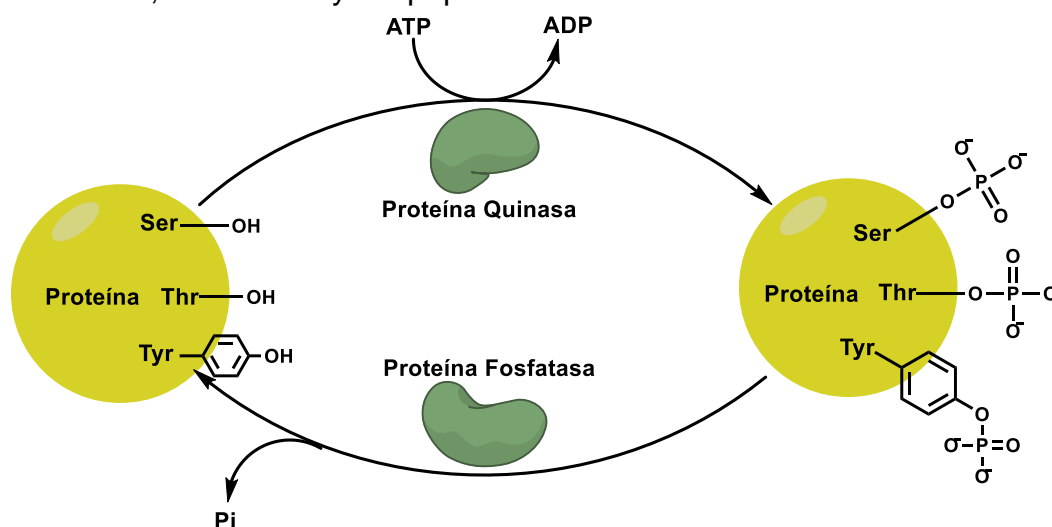 ATP
ADP
Proteína Quinasa
Ser
OH
Proteína
Thr
OH
Tyr
OH
Ser
O
P
O-
O-
O
Proteína
Thr
O
P
O
O-
Tyr
O
P
O-
O
O-
Proteína Fosfatasa
Pi